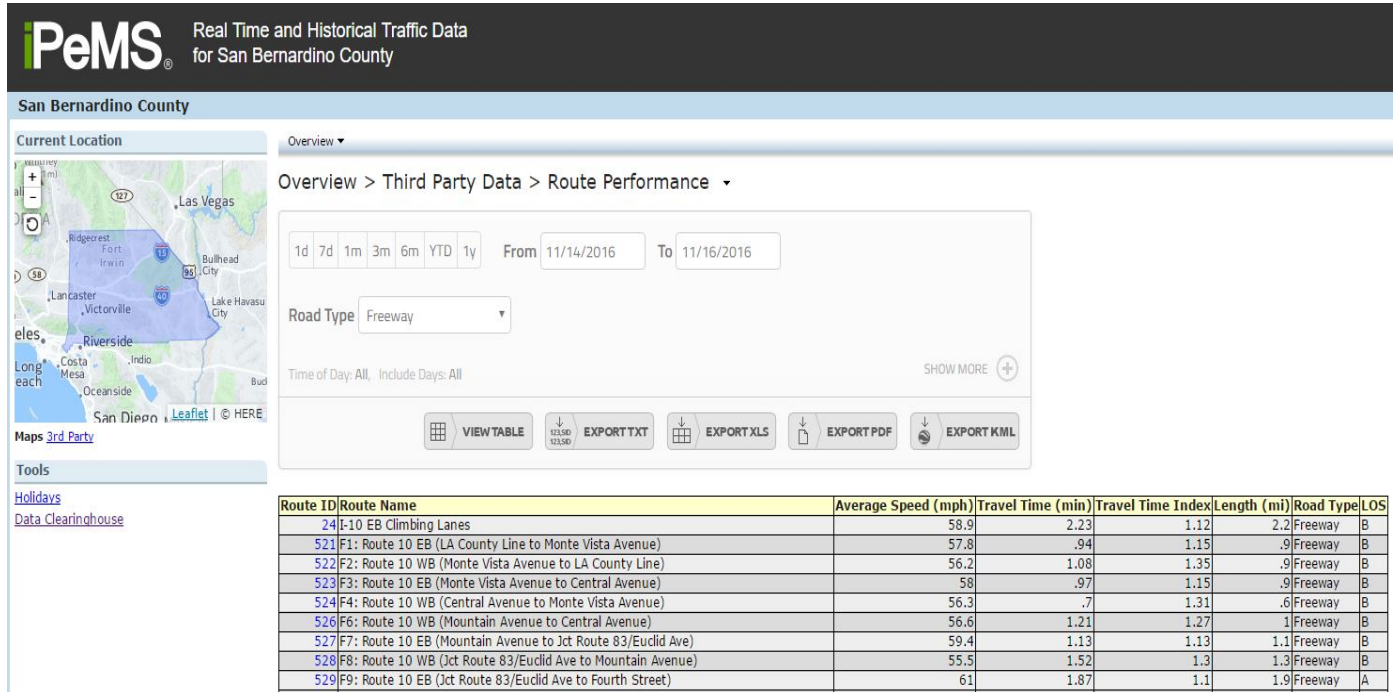 iPeMS®
Real Time and Historical Traffic Data
for San Bernardino County
San Bernardino County
Current Location
Overview ▾
+
-
127
Las Vegas
Ridgecrest
Fort
Irwin
15
Bullhead
City
95
58
Lancaster
40
Victorville
Lake Havasu
City
eles
Riverside
Long
each
Costa
Mesa
Indio
Oceanside
San Diego
Leaflet | © HERE
Maps 3rd Party
Tools
Holidays
Data Clearinghouse
Overview > Third Party Data > Route Performance ▾
1d 7d 1m 3m 6m YTD 1y From 11/14/2016 To 11/16/2016
Road Type Freeway ▾
Time of Day: All, Include Days: All
SHOW MORE +
VIEW TABLE EXPORT TXT EXPORT XLS EXPORT PDF EXPORT KML
Route ID Route Name Average Speed (mph) Travel Time (min) Travel Time Index Length (mi) Road Type LOS
24 I-10 EB Climbing Lanes 58.9 2.23 1.12 2.2 Freeway B
521 F1: Route 10 EB (LA County Line to Monte Vista Avenue) 57.8 .94 1.15 .9 Freeway B
522 F2: Route 10 WB (Monte Vista Avenue to LA County Line) 56.2 1.08 1.35 .9 Freeway B
523 F3: Route 10 EB (Monte Vista Avenue to Central Avenue) 58 .97 1.15 .9 Freeway B
524 F4: Route 10 WB (Central Avenue to Monte Vista Avenue) 56.3 .7 1.31 .6 Freeway B
526 F6: Route 10 WB (Mountain Avenue to Central Avenue) 56.6 1.21 1.27 1 Freeway B
527 F7: Route 10 EB (Mountain Avenue to Jct Route 83/Euclid Ave) 59.4 1.13 1.13 1.1 Freeway B
528 F8: Route 10 WB (Jct Route 83/Euclid Ave to Mountain Avenue) 55.5 1.52 1.3 1.3 Freeway B
529 F9: Route 10 EB (Jct Route 83/Euclid Ave to Fourth Street) 61 1.87 1.1 1.9 Freeway A